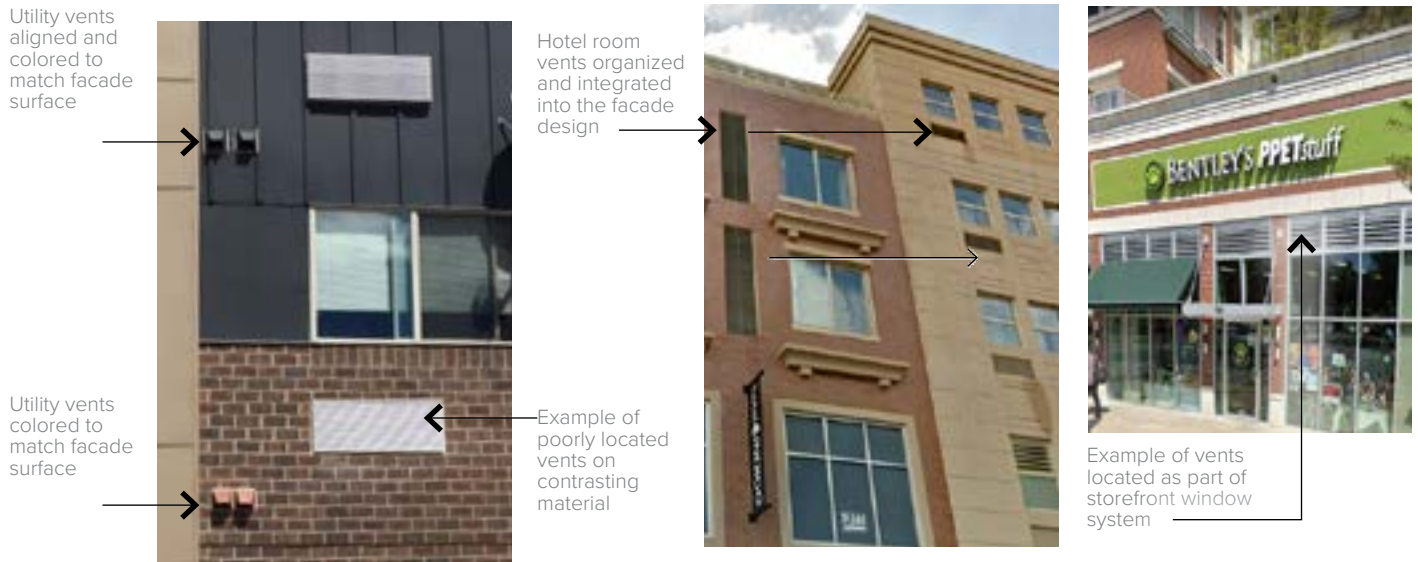 Utility vents
aligned and
colored to
match facade
surface
Utility vents
colored to
match facade
surface
Hotel room
vents organized
and integrated
into the facade
design
Example of
poorly located
vents on
contrasting
material
BENTLEY'S PPETstuff
Example of vents
located as part of
storefront window
system